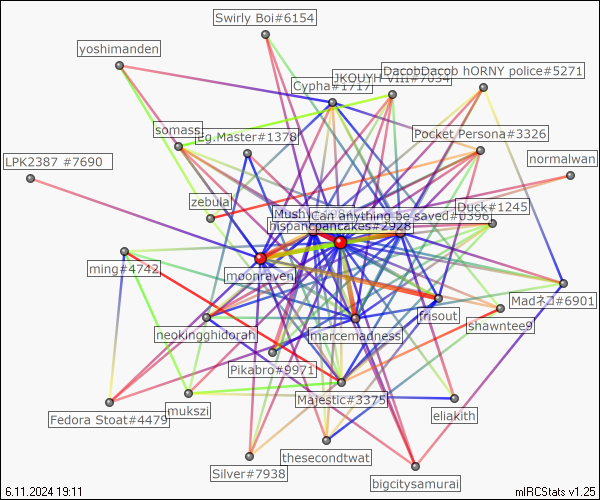 Swirly Boi#6154
yoshimanden
DacobDacob hORNY police#5271
JKOUYH VIII#7034
Cypha#1717
somass
Eg.Master#1378
Pocket Persona#3326
LPK2387 #7690
normalwan
zebula
Duck#1245
Can anything be saved#0396
hispancpancakes#2928
ming#4742
moonraven
Madネコ#6901
frisout
shawntee9
neokingghidorah
marcemadness
Pikabro#9971
Majestic#3375
Fedora Stoat#4479
mukszi
eliakith
thesecondtwat
Silver#7938
bigcitysamurai
6.11.2024 19:11
mIRCStats v1.25